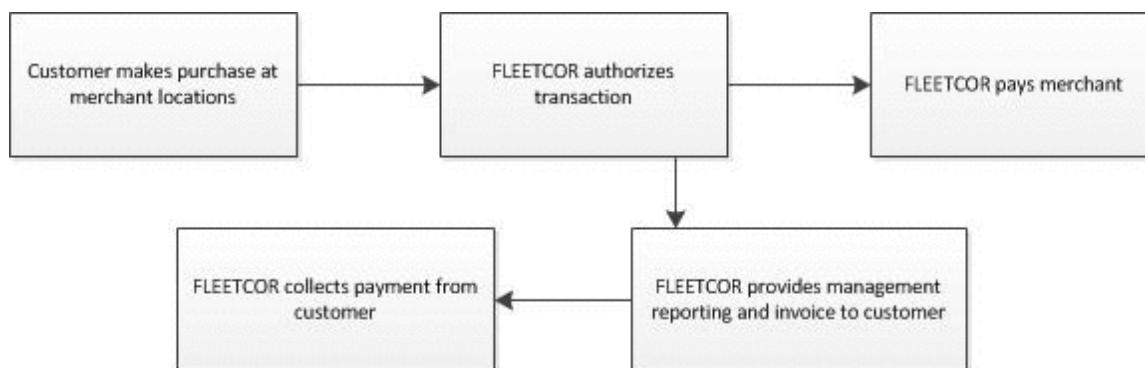 Customer makes purchase at
merchant locations
FLEETCOR authorizes
transaction
FLEETCOR pays merchant
FLEETCOR collects payment from
customer
FLEETCOR provides management
reporting and invoice to customer